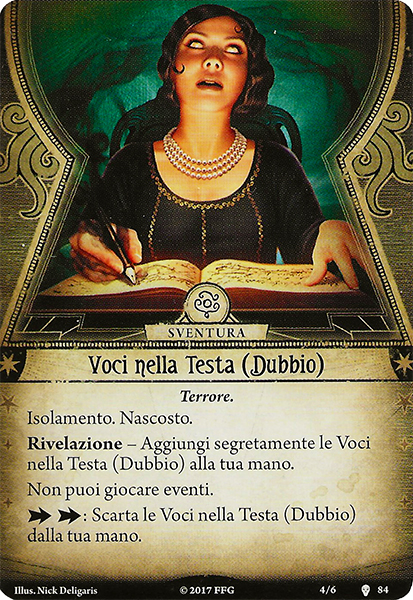 SVENTURA
Voci nella Testa (Dubbio)
Terrore.
Isolamento. Nascosto.
Rivelazione – Aggiungi segretamente le Voci
nella Testa (Dubbio) alla tua mano.
Non puoi giocare eventi.
: Scarta le Voci nella Testa (Dubbio)
dalla tua mano.
Illus. Nick Deligaris © 2017 FFG 4/6 84